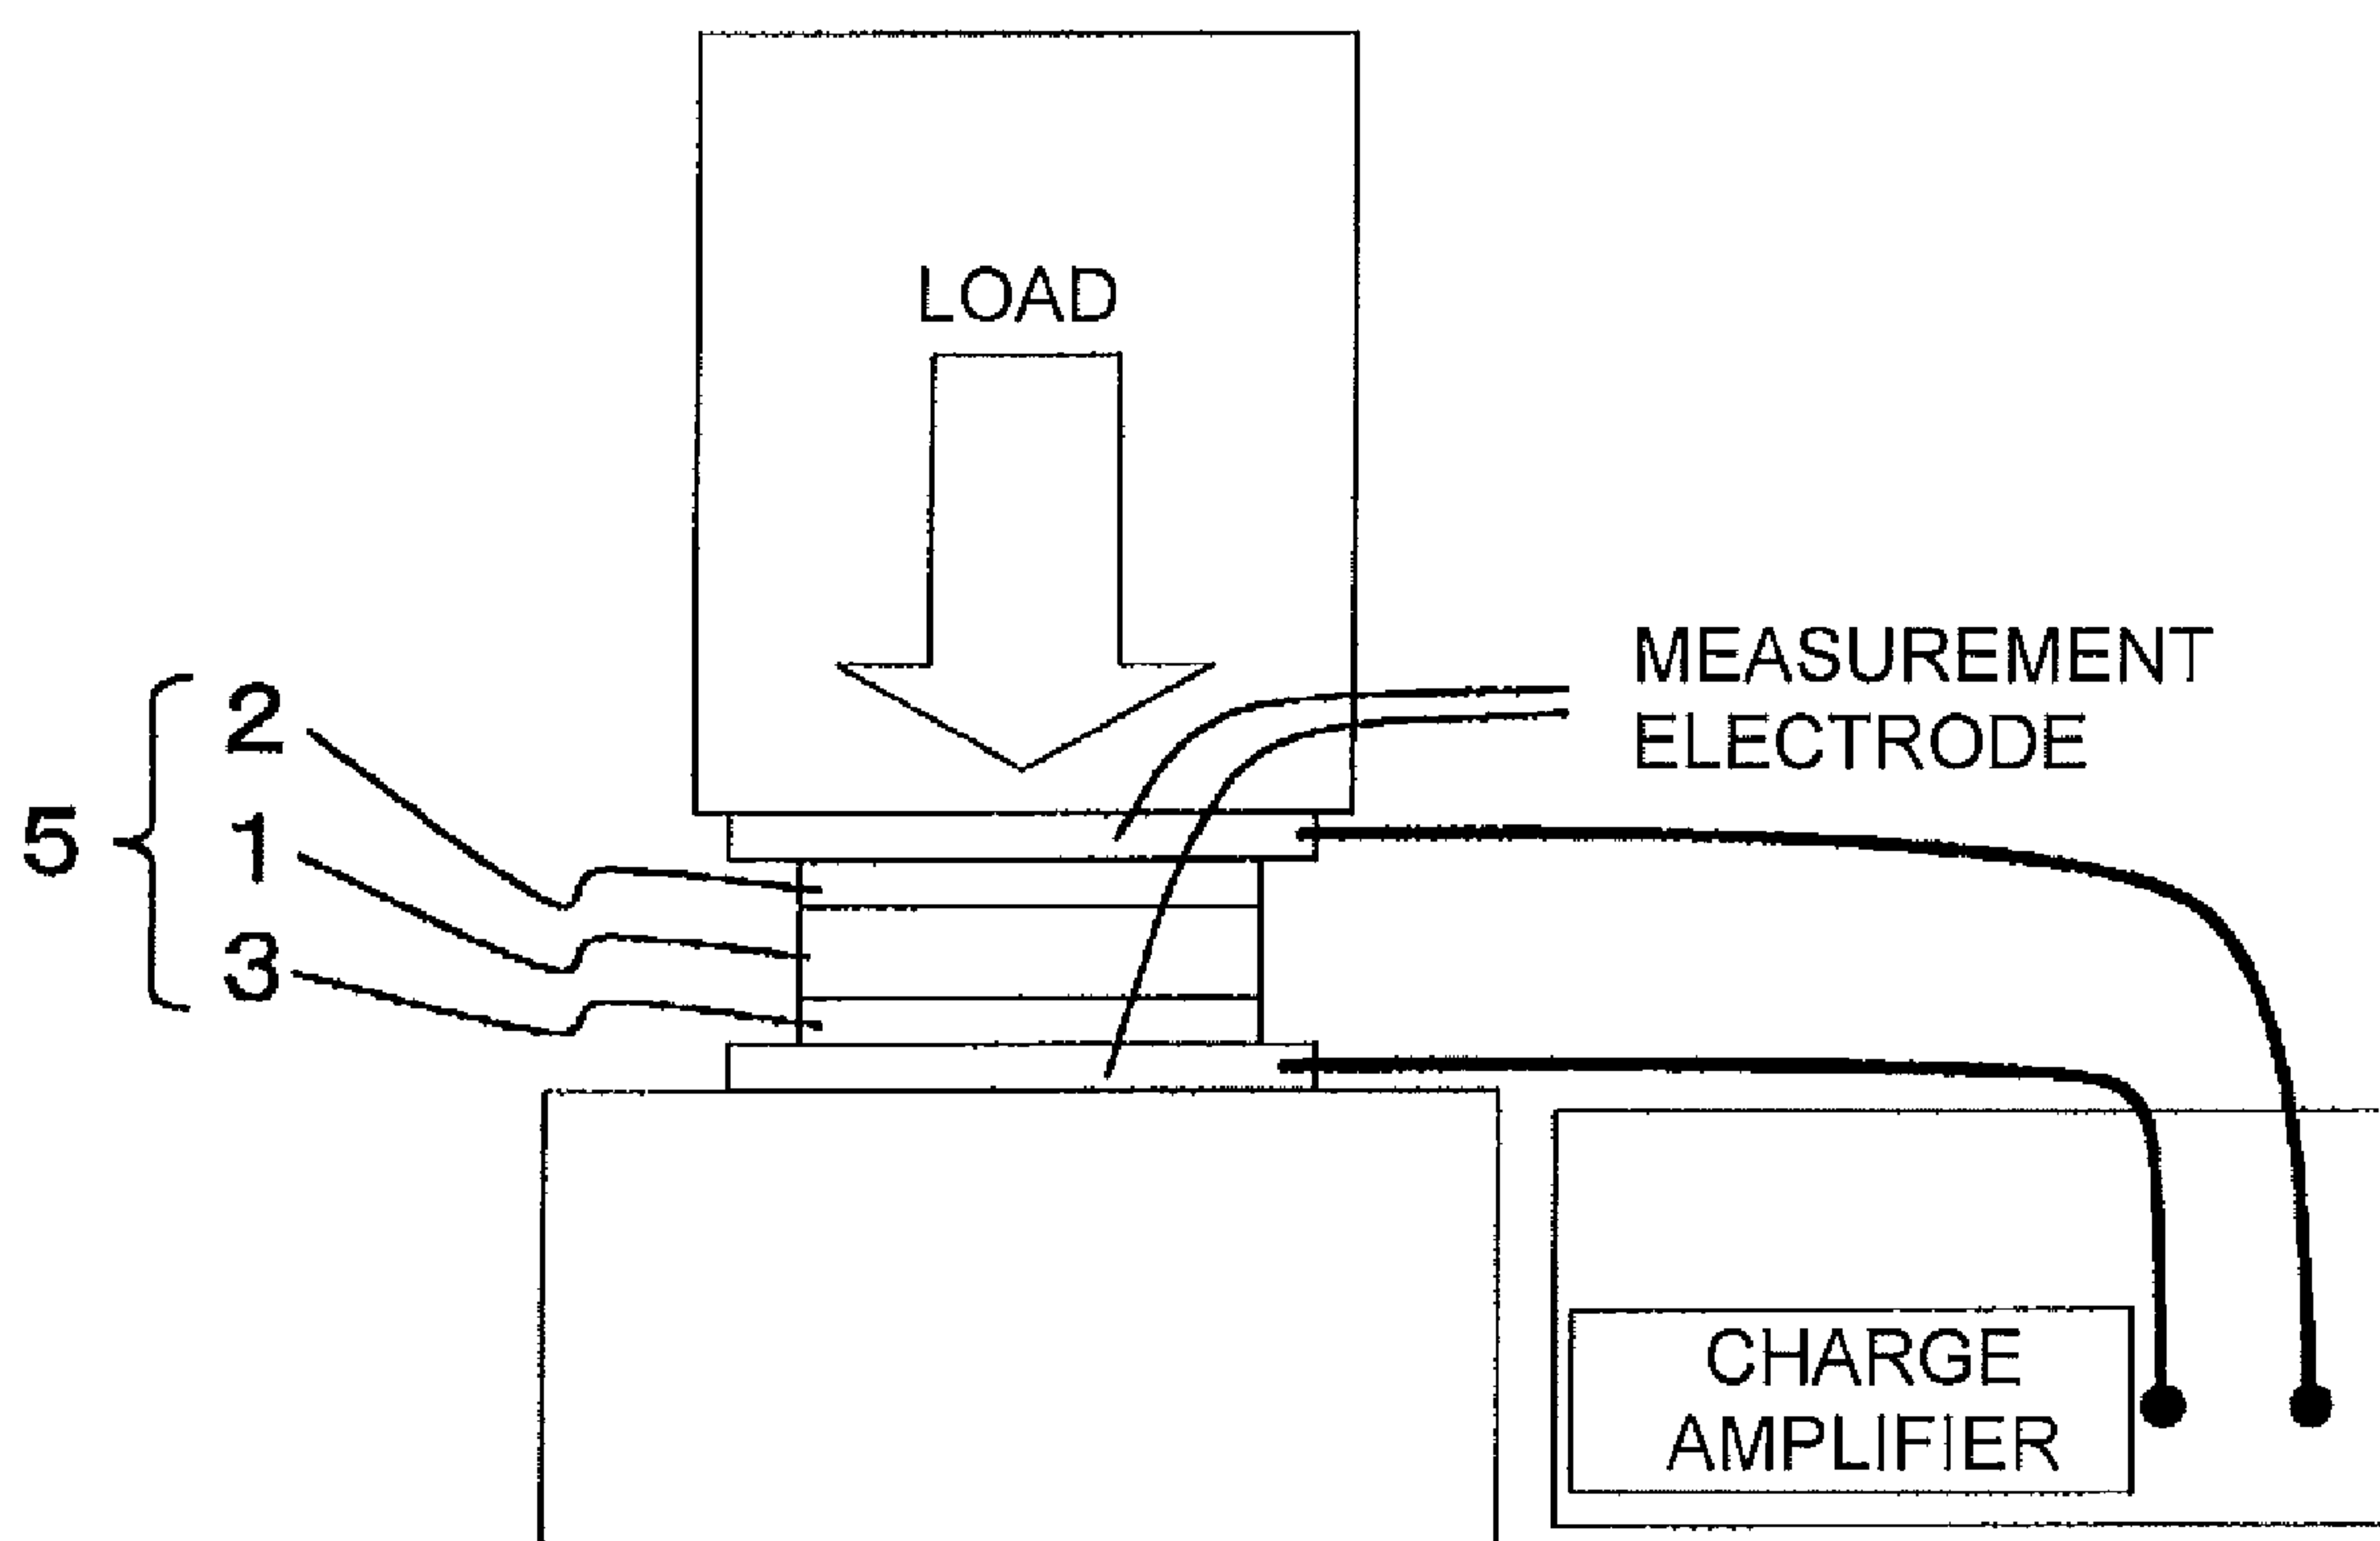 LOAD
MEASUREMENT
ELECTRODE
2
5
1
3
CHARGE
AMPLIFIER